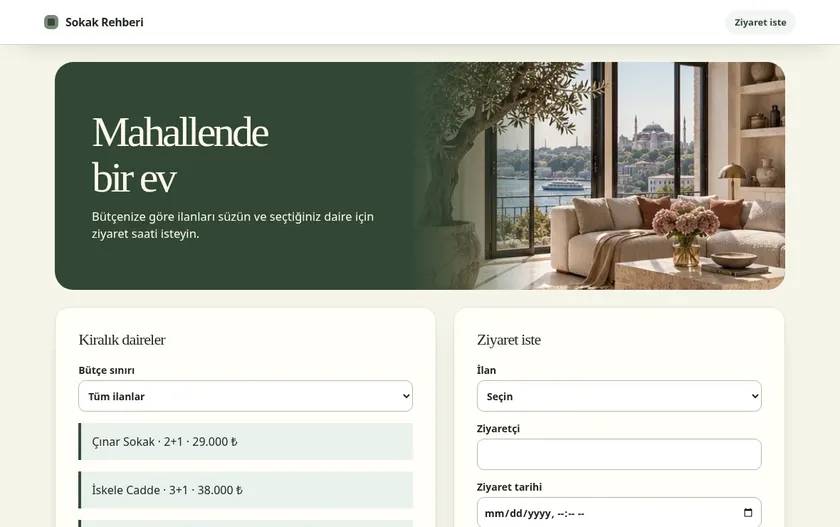 Sokak Rehberi
Ziyaret iste
Mahallende
bir ev
Bütçenize göre ilanları süzün ve seçtiğiniz daire için
ziyaret saati isteyin.
Kiralık daireler
Bütçe sınırı
Tüm ilanlar
Çınar Sokak · 2+1 · 29.000 ₺
İskele Cadde · 3+1 · 38.000 ₺
Ziyaret iste
İlan
Seçin
Ziyaretçi
Ziyaret tarihi
mm/dd/yyyy, --:-- --